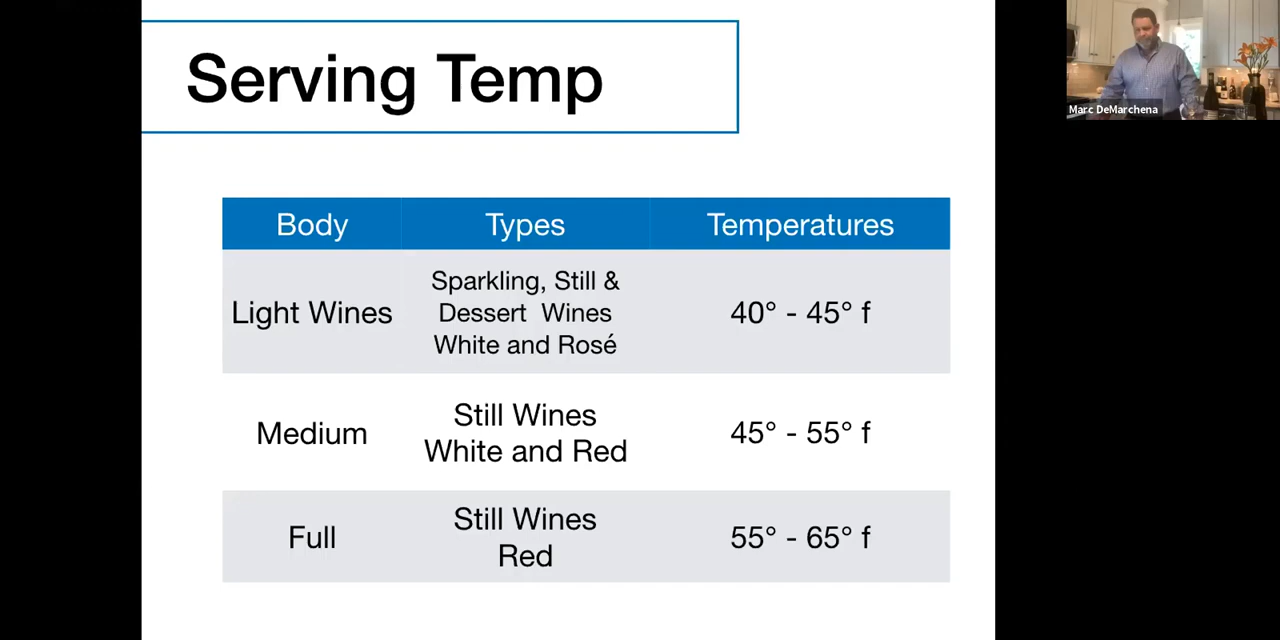 Serving Temp
Marc DeMarchena
Body Types Temperatures
Light Wines
Sparkling, Still &
Dessert Wines
White and Rosé
40° - 45° f
Medium
Still Wines
White and Red
45° - 55° f
Full
Still Wines
Red
55° - 65° f